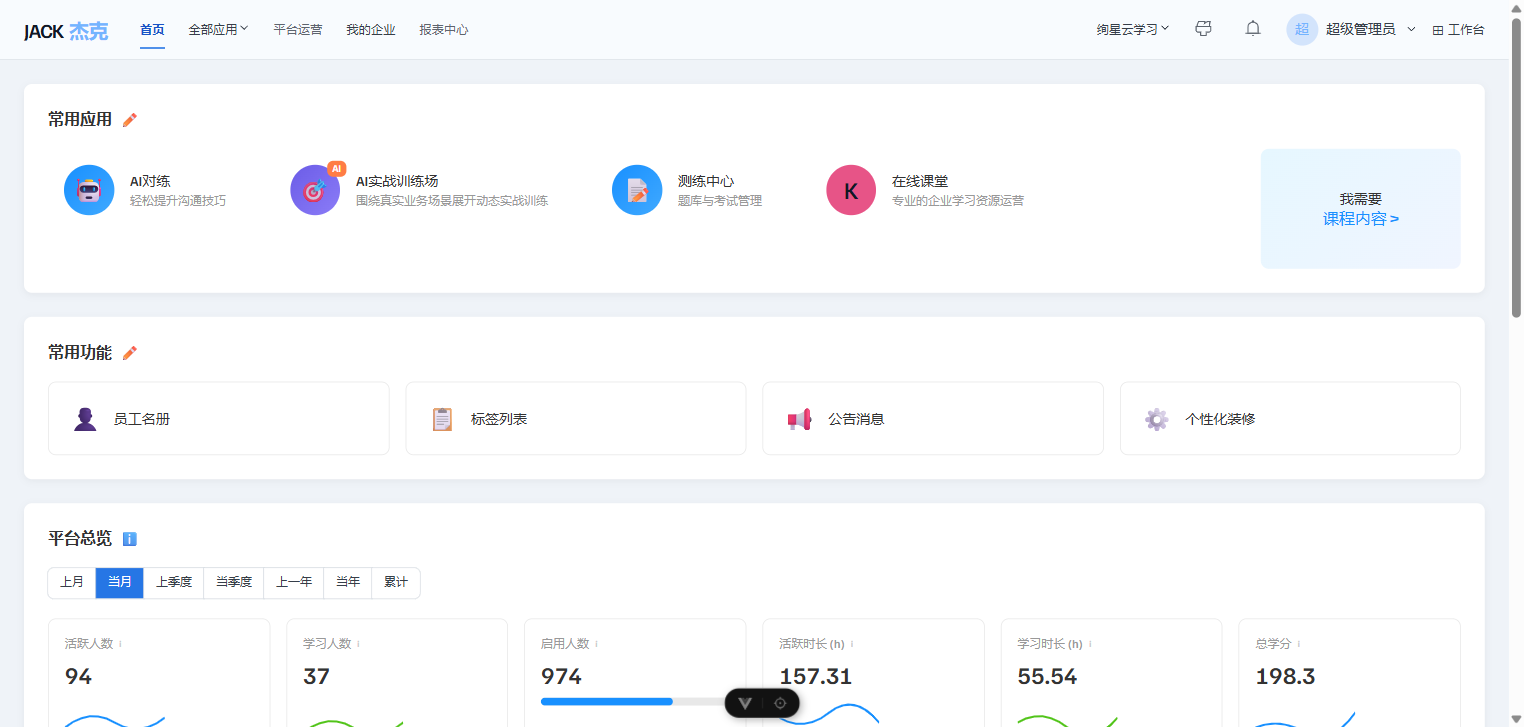 JACK 杰克
首页
全部应用
平台运营
我的企业
报表中心
绚星云学习
超
超级管理员
工作台
常用应用
AI对练
轻松提升沟通技巧
AI
AI实战训练场
围绕真实业务场景展开动态实战训练
测练中心
题库与考试管理
K
在线课堂
专业的企业学习资源运营
我需要
课程内容 >
常用功能
员工名册
标签列表
公告消息
个性化装修
平台总览
上月
当月
上季度
当季度
上一年
当年
累计
活跃人数
94
学习人数
37
启用人数
974
活跃时长 (h)
157.31
学习时长 (h)
55.54
总学分
198.3